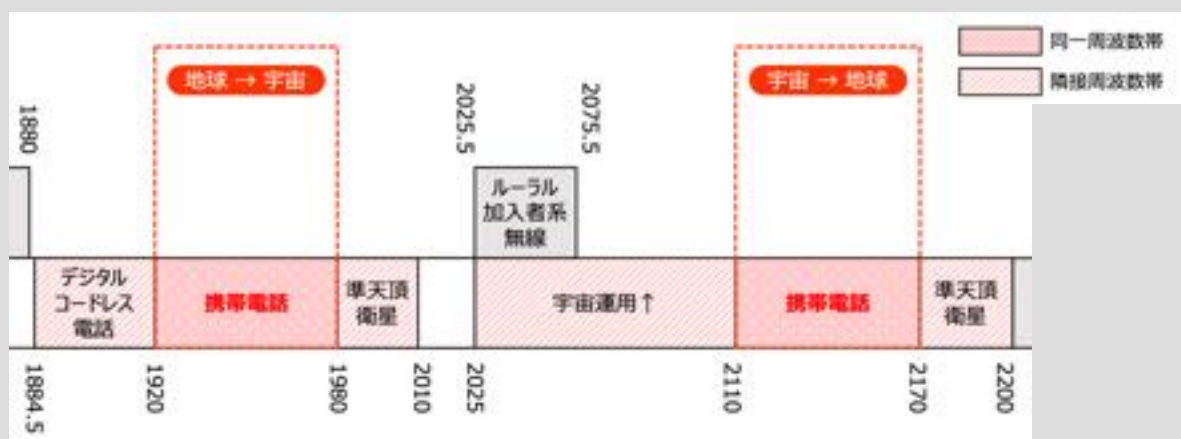 地球 → 宇宙
宇宙 → 地球
同一周波数帯
隣接周波数帯
1880
2025.5
2075.5
ルーラル
加入者系
無線
デジタル
コードレス
電話
携帯電話
準天頂
衛星
宇宙運用↑
携帯電話
準天頂
衛星
1884.5
1920
1980
2010
2025
2110
2170
2200